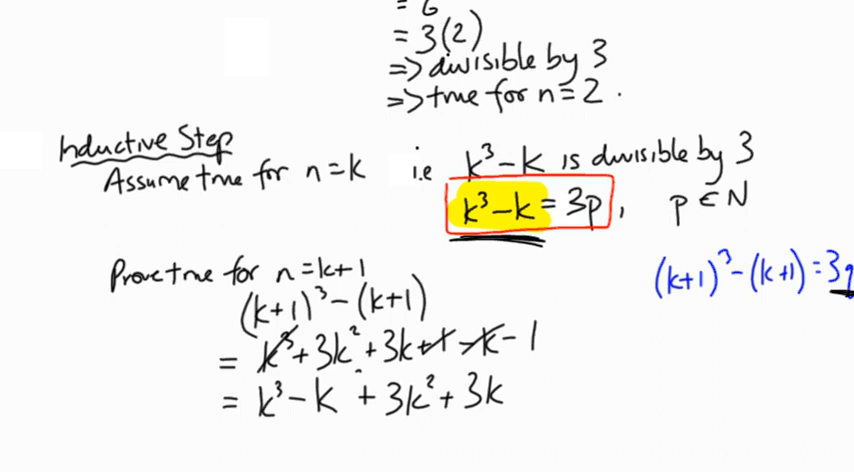 = 6
= 3(2)
=> divisible by 3
=> true for n=2.
Inductive Step
Assume true for n=k i.e k³-k is divisible by 3
k³-k = 3p, p∈N
Prove true for n=k+1
(k+1)³-(k+1)=3q
(k+1)³-(k+1)
= k³+3k²+3k+1-k-1
= k³-k+3k²+3k